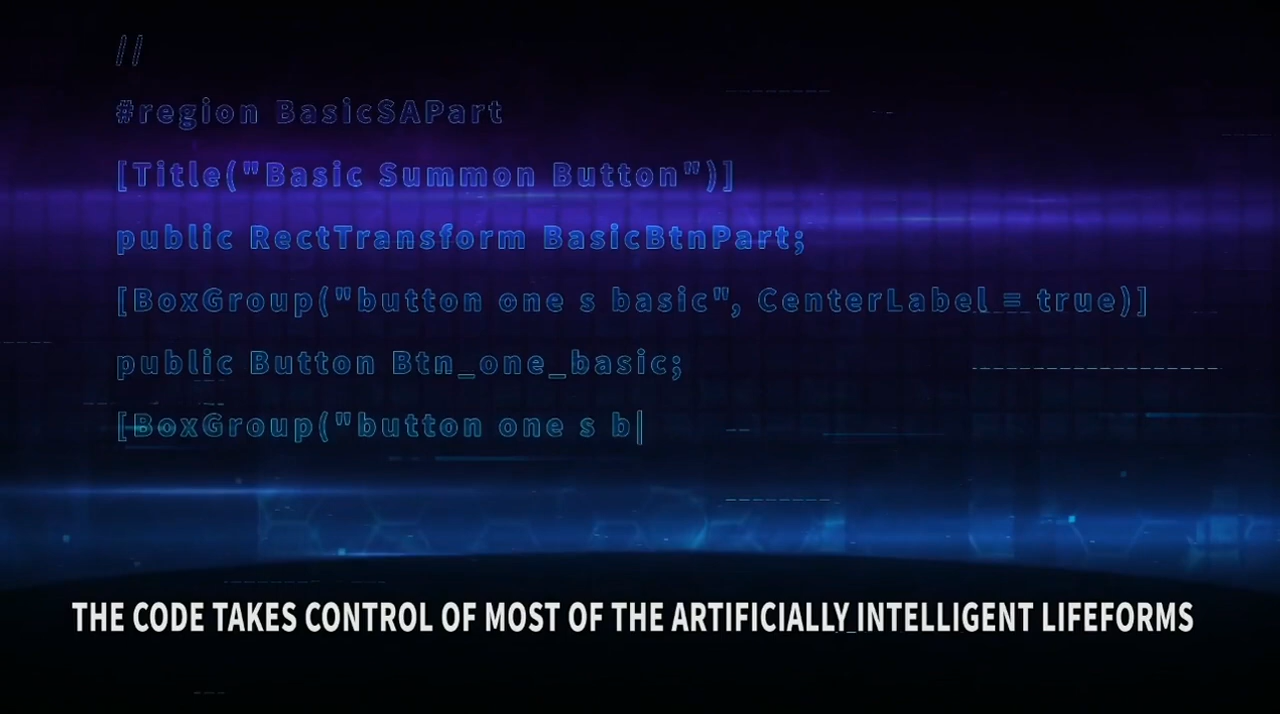 //
#region BasicSAPart
[Title("Basic Summon Button")]
public RectTransform BasicBtnPart;
[BoxGroup("button one s basic", CenterLabel = true)]
public Button Btn_one_basic;
[BoxGroup("button one s b|
THE CODE TAKES CONTROL OF MOST OF THE ARTIFICIALLY INTELLIGENT LIFEFORMS